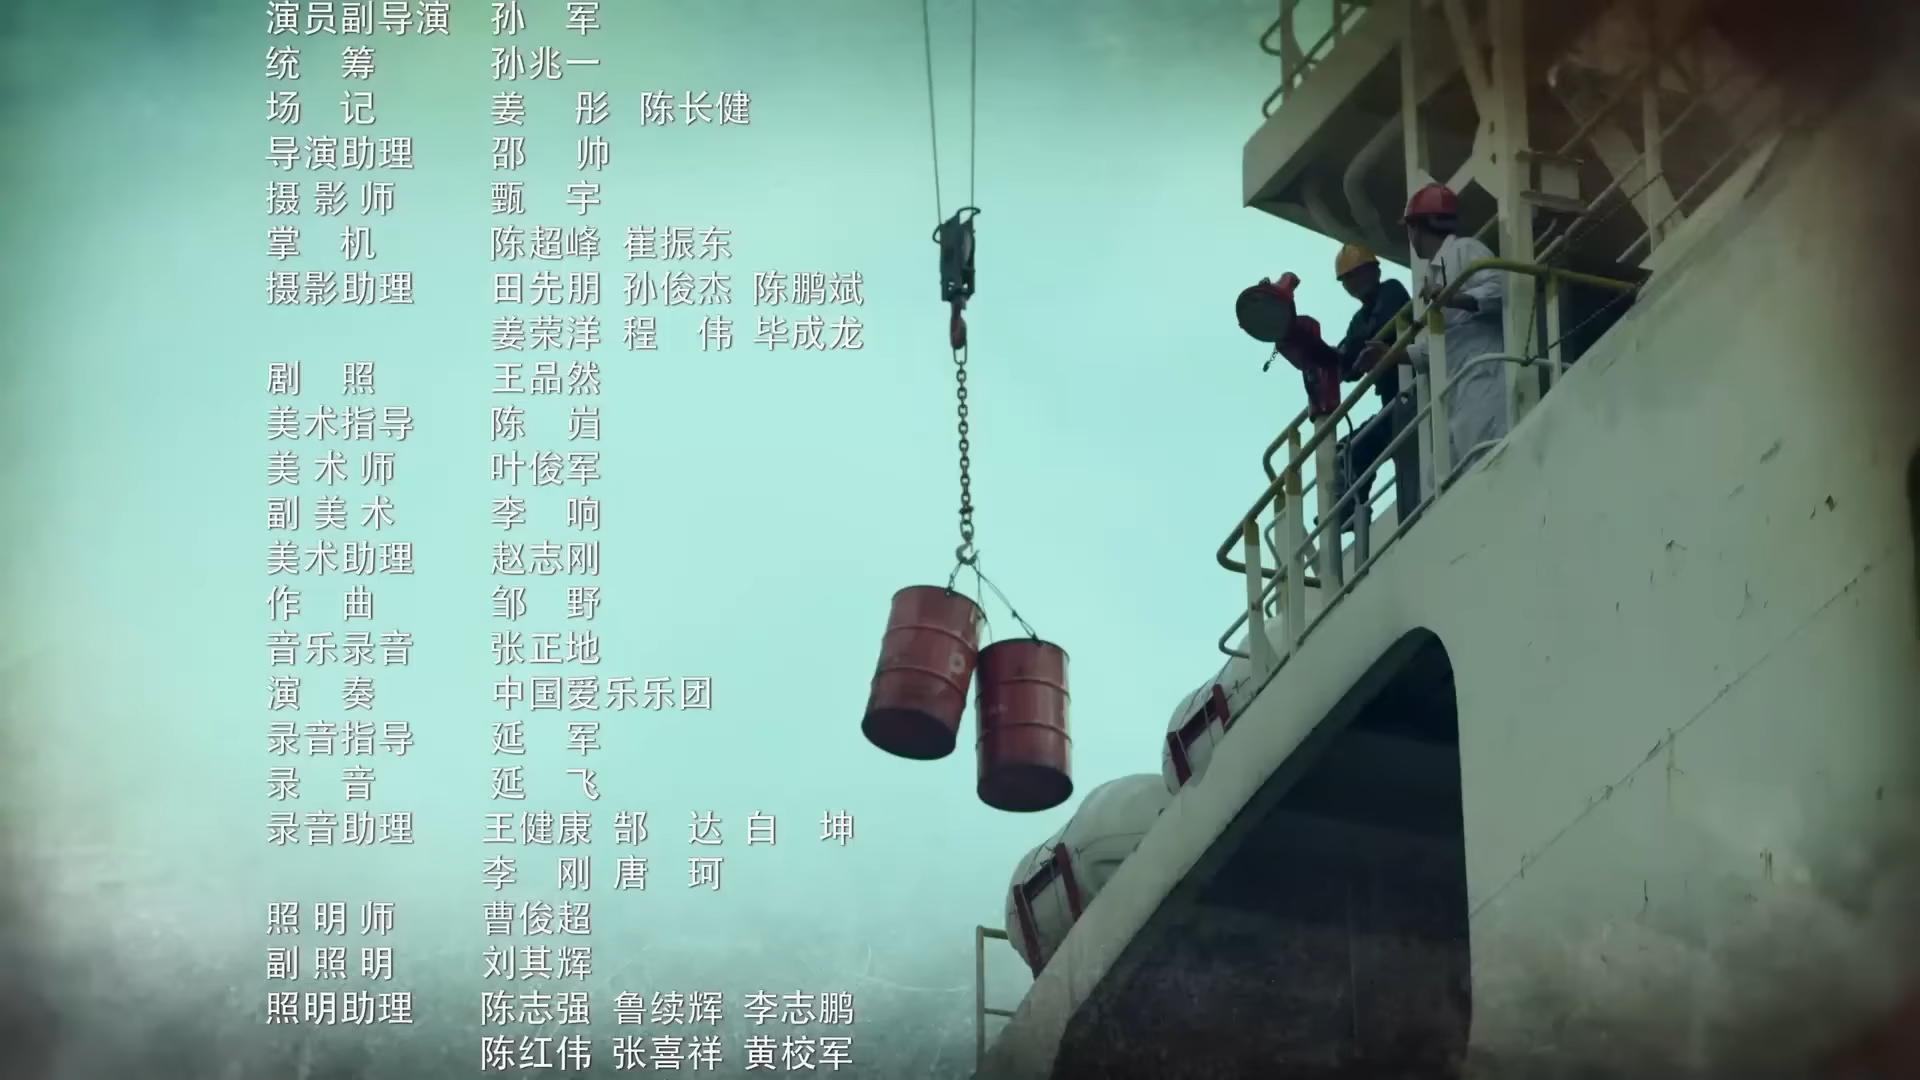 演员副导演 孙 军
统 筹 孙兆一
场 记 姜 彤 陈长健
导演助理 邵 帅
摄影师 甄 宇
掌 机 陈超峰 崔振东
摄影助理 田先朋 孙俊杰 陈鹏斌
姜荣洋 程 伟 毕成龙
剧 照 王品然
美术指导 陈 岿
美术师 叶俊军
副美术 李 响
美术助理 赵志刚
作 曲 邹 野
音乐录音 张正地
演 奏 中国爱乐乐团
录音指导 延 军
录 音 延 飞
录音助理 王健康 郜 达 白 坤
李 刚 唐 珂
照明师 曹俊超
副照明 刘其辉
照明助理 陈志强 鲁续辉 李志鹏
陈红伟 张喜祥 黄校军